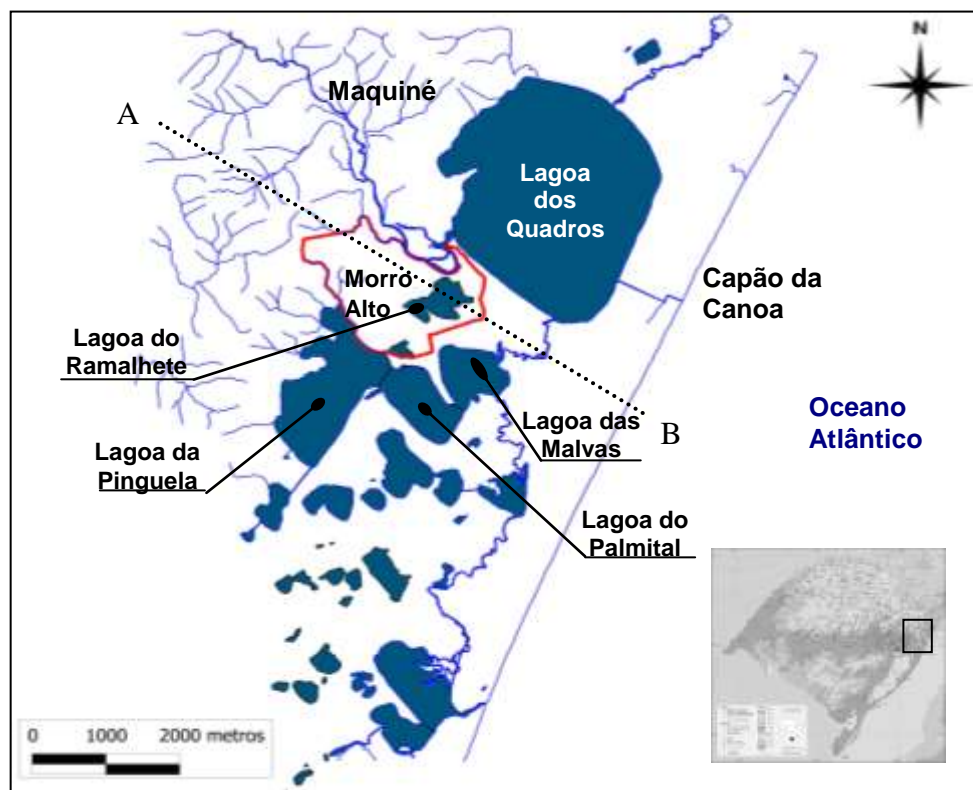 N
Maquiné
A
Lagoa
dos
Quadros
Morro
Alto
Capão da
Canoa
Lagoa do
Ramalhete
Oceano
Atlântico
Lagoa das
Malvas
B
Lagoa da
Pinguela
Lagoa do
Palmital
0 1000 2000 metros